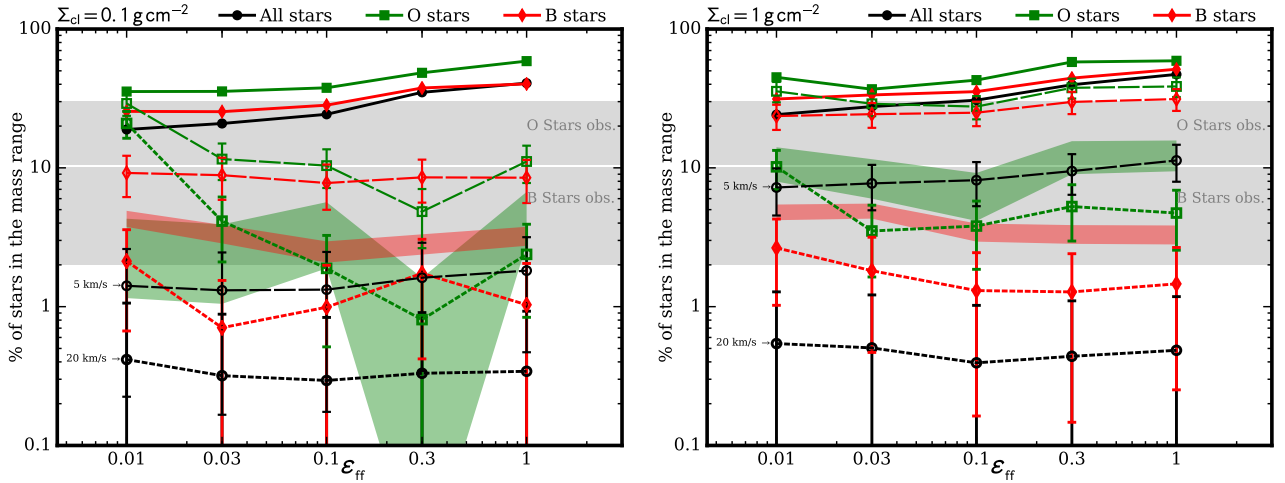 Σcl = 0.1 g cm−2 All stars O stars B stars
100
10
1
0.1
% of stars in the mass range
O Stars obs.
B Stars obs.
5 km/s →
20 km/s →
0.01 0.03 0.1 0.3 1
εff
Σcl = 1 g cm−2 All stars O stars B stars
100
10
1
0.1
% of stars in the mass range
O Stars obs.
5 km/s →
B Stars obs.
20 km/s →
0.01 0.03 0.1 0.3 1
εff